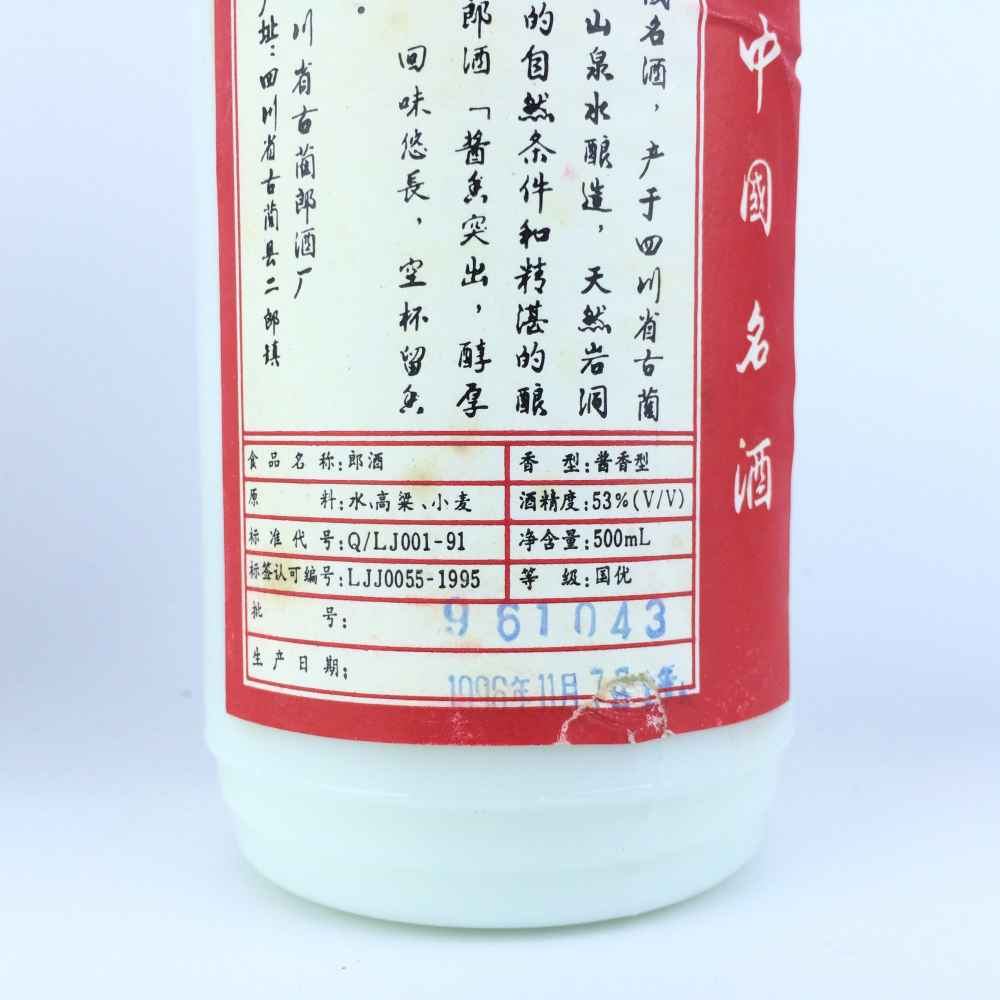 中國名酒
名酒，产于四川省古蔺
山泉水酿造，天然岩洞
的自然条件和精湛的酿
郎酒「酱香突出，醇厚
回味悠長，空杯留香
川省古蔺郎酒厂
址：四川省古蔺县二郎镇
食品名称：郎酒
香型：酱香型
原料：水、高粱、小麦
酒精度：53%(V/V)
标准代号：Q/LJ001-91
净含量：500mL
标签认可编号：LJJ0055-1995
等级：国优
批号：961043
生产日期：1996年11月7日